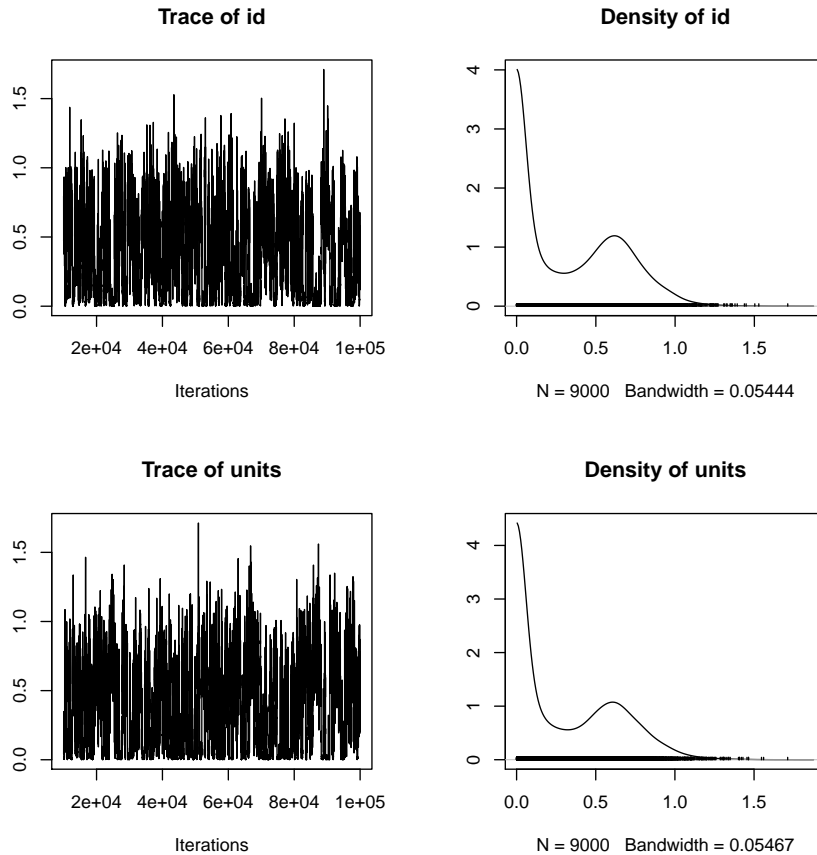 Trace of id
Density of id
1.5
1.0
0.5
0.0
2e+04 4e+04 6e+04 8e+04 1e+05
Iterations
4
3
2
1
0
0.0 0.5 1.0 1.5
N = 9000 Bandwidth = 0.05444
Trace of units
Density of units
1.5
1.0
0.5
0.0
2e+04 4e+04 6e+04 8e+04 1e+05
Iterations
4
3
2
1
0
0.0 0.5 1.0 1.5
N = 9000 Bandwidth = 0.05467